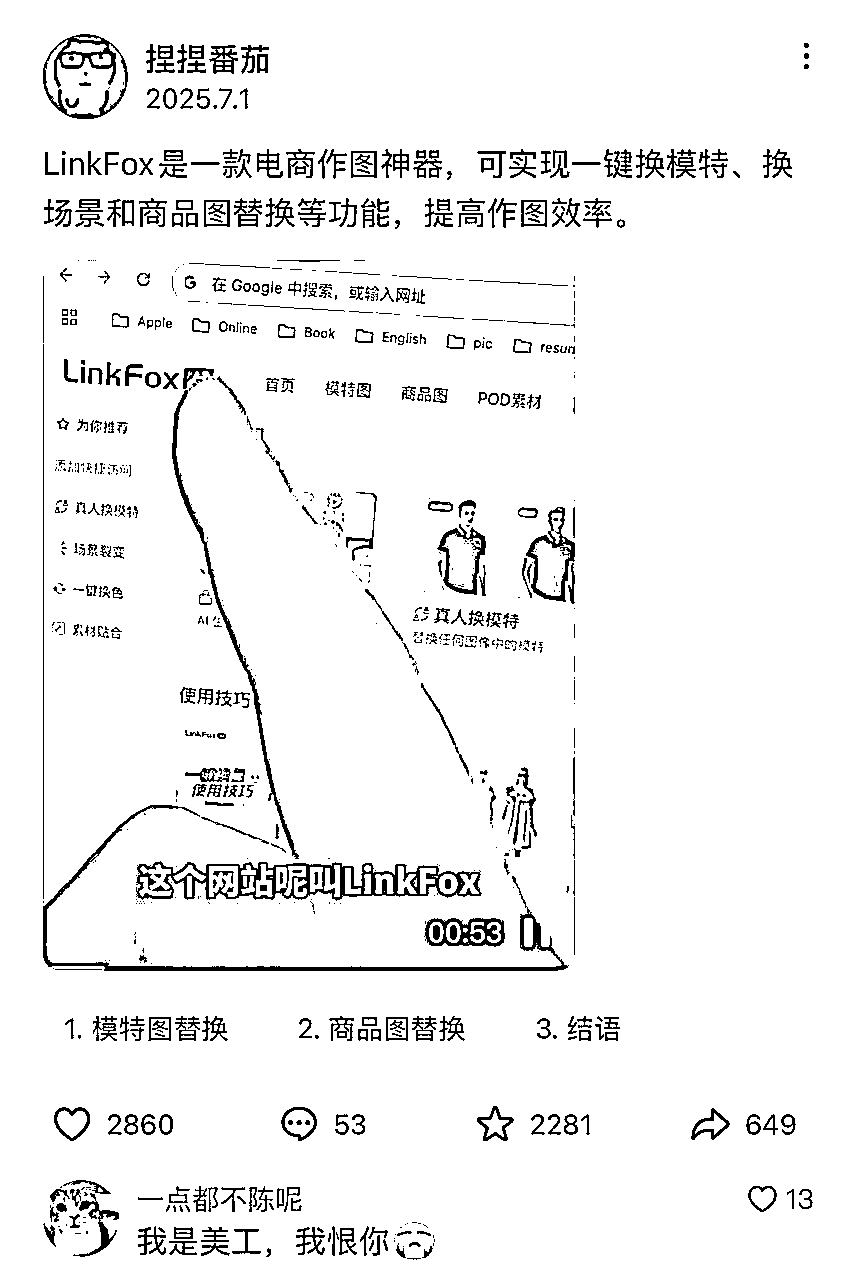 捏捏番茄
2025.7.1
LinkFox是一款电商作图神器，可实现一键换模特、换
场景和商品图替换等功能，提高作图效率。
在 Google 中搜索，或输入网址
Apple Online Book English pic resun
LinkFox
首页 模特图 商品图 POD素材
为你推荐
添加快捷访问
真人换模特
场景裂变
一键换色
素材贴合
AI 生
真人换模特
替换任何图像中的模特
使用技巧
LinkFox
使用技巧
这个网站呢叫LinkFox
00:53
1. 模特图替换 2. 商品图替换 3. 结语
2860 53 2281 649
一点都不陈呢
13
我是美工，我恨你